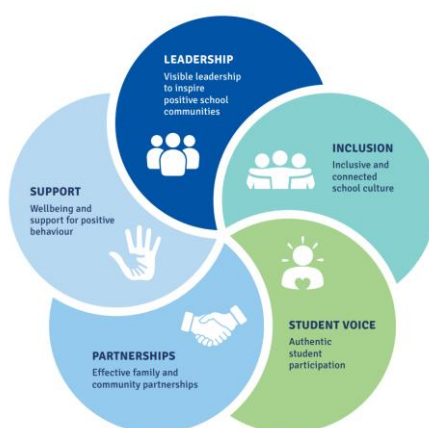 LEADERSHIP
Visible leadership
to inspire
positive school
communities
INCLUSION
Inclusive and
connected
school culture
STUDENT VOICE
Authentic
student
participation
PARTNERSHIPS
Effective family and
community partnerships
SUPPORT
Wellbeing and
support for positive
behaviour